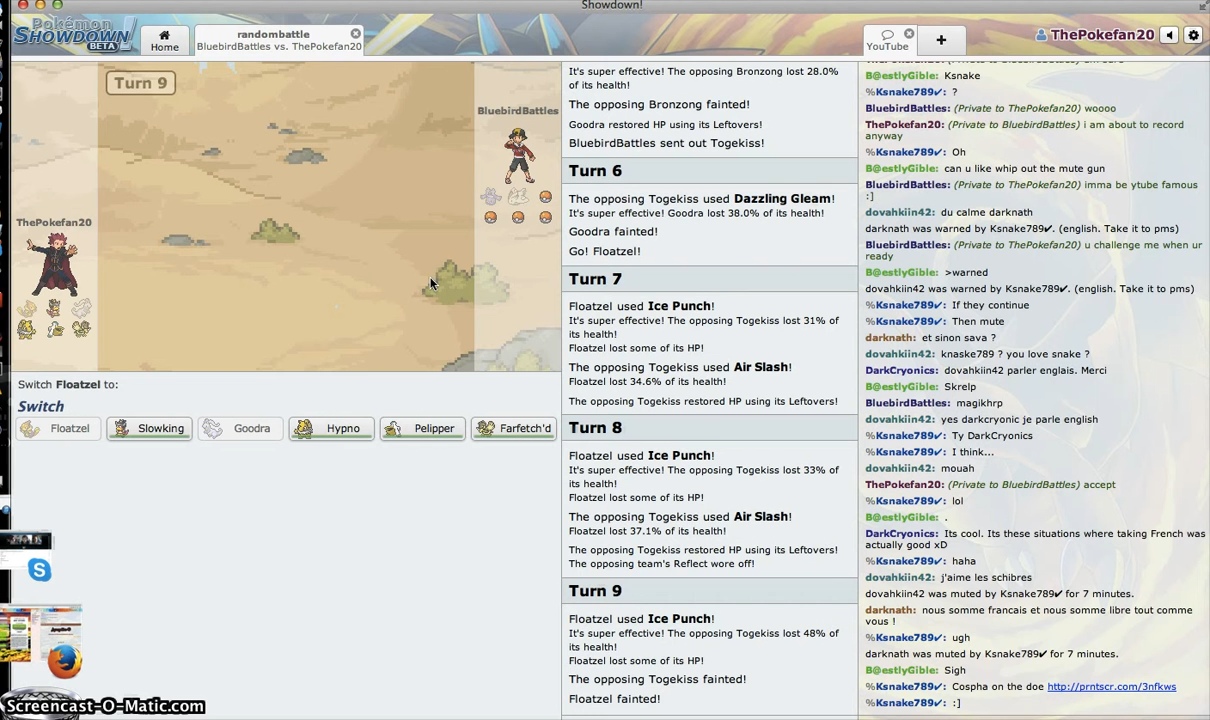 Showdown!
Pokémon
SHOWDOWN
BETA
Home
randombattle
BluebirdBattles vs. ThePokefan20
YouTube
+
ThePokefan20
Turn 9
BluebirdBattles
ThePokefan20
Switch Floatzel to:
Switch
Floatzel
Slowking
Goodra
Hypno
Pelipper
Farfetch'd
It's super effective! The opposing Bronzong lost 28.0%
of its health!
The opposing Bronzong fainted!
Goodra restored HP using its Leftovers!
BluebirdBattles sent out Togekiss!
Turn 6
The opposing Togekiss used Dazzling Gleam!
It's super effective! Goodra lost 38.0% of its health!
Goodra fainted!
Go! Floatzel!
Turn 7
Floatzel used Ice Punch!
It's super effective! The opposing Togekiss lost 31% of
its health!
Floatzel lost some of its HP!
The opposing Togekiss used Air Slash!
Floatzel lost 34.6% of its health!
The opposing Togekiss restored HP using its Leftovers!
Turn 8
Floatzel used Ice Punch!
It's super effective! The opposing Togekiss lost 33% of
its health!
Floatzel lost some of its HP!
The opposing Togekiss used Air Slash!
Floatzel lost 37.1% of its health!
The opposing Togekiss restored HP using its Leftovers!
The opposing team's Reflect wore off!
Turn 9
Floatzel used Ice Punch!
It's super effective! The opposing Togekiss lost 48% of
its health!
Floatzel lost some of its HP!
The opposing Togekiss fainted!
Floatzel fainted!
B@estlyGible: Ksnake
%Ksnake789✔: ?
BluebirdBattles: (Private to ThePokefan20) woooo
ThePokefan20: (Private to BluebirdBattles) i am about to record
anyway
%Ksnake789✔: Oh
B@estlyGible: can u like whip out the mute gun
BluebirdBattles: (Private to ThePokefan20) imma be ytube famous
:]
dovahkiin42: du calme darknath
darknath was warned by Ksnake789✔. (english. Take it to pms)
BluebirdBattles: (Private to ThePokefan20) u challenge me when ur
ready
B@estlyGible: >warned
dovahkiin42 was warned by Ksnake789✔. (english. Take it to pms)
%Ksnake789✔: If they continue
%Ksnake789✔: Then mute
darknath: et sinon sava ?
dovahkiin42: knaske789 ? you love snake ?
DarkCryonics: dovahkiin42 parler englais. Merci
B@estlyGible: Skrelp
BluebirdBattles: magikhrp
dovahkiin42: yes darkcryonic je parle english
%Ksnake789✔: Ty DarkCryonics
%Ksnake789✔: I think...
dovahkiin42: mouah
ThePokefan20: (Private to BluebirdBattles) accept
%Ksnake789✔: lol
B@estlyGible: .
DarkCryonics: Its cool. Its these situations where taking French was
actually good xD
%Ksnake789✔: haha
dovahkiin42: j'aime les schibres
dovahkiin42 was muted by Ksnake789✔ for 7 minutes.
darknath: nous somme francais et nous somme libre tout comme
vous !
%Ksnake789✔: ugh
darknath was muted by Ksnake789✔ for 7 minutes.
B@estlyGible: Sigh
%Ksnake789✔: Cospha on the doe http://prntscr.com/3nfkws
%Ksnake789✔: :]
Screencast-O-Matic.com